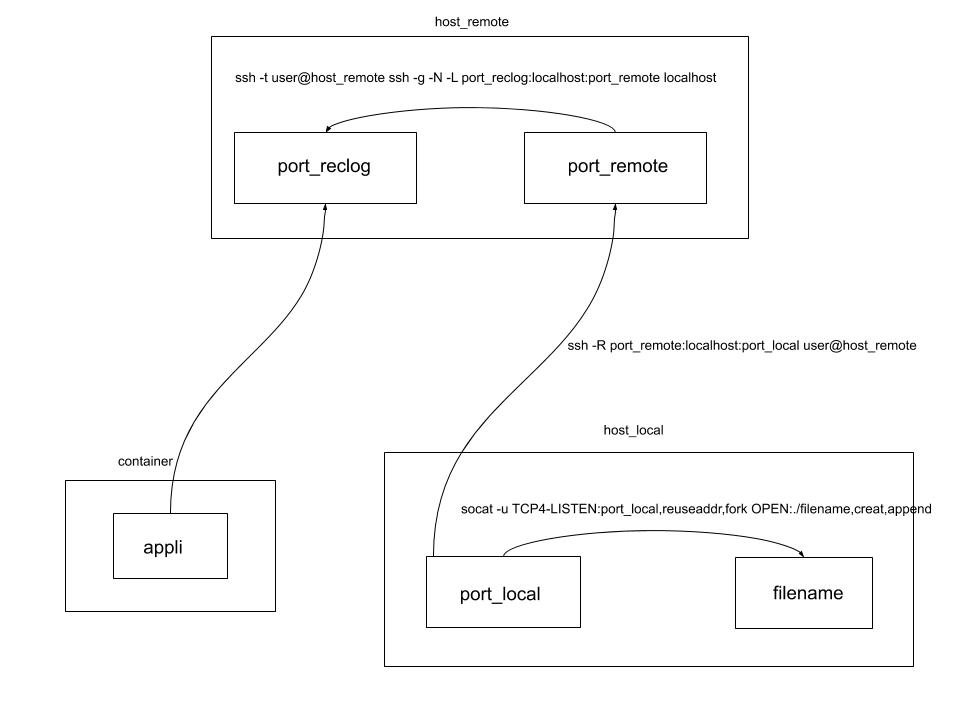 host_remote
ssh -t user@host_remote ssh -g -N -L port_reclog:localhost:port_remote localhost
port_reclog
port_remote
ssh -R port_remote:localhost:port_local user@host_remote
host_local
container
socat -u TCP4-LISTEN:port_local,reuseaddr,fork OPEN:./filename,creat,append
appli
port_local
filename